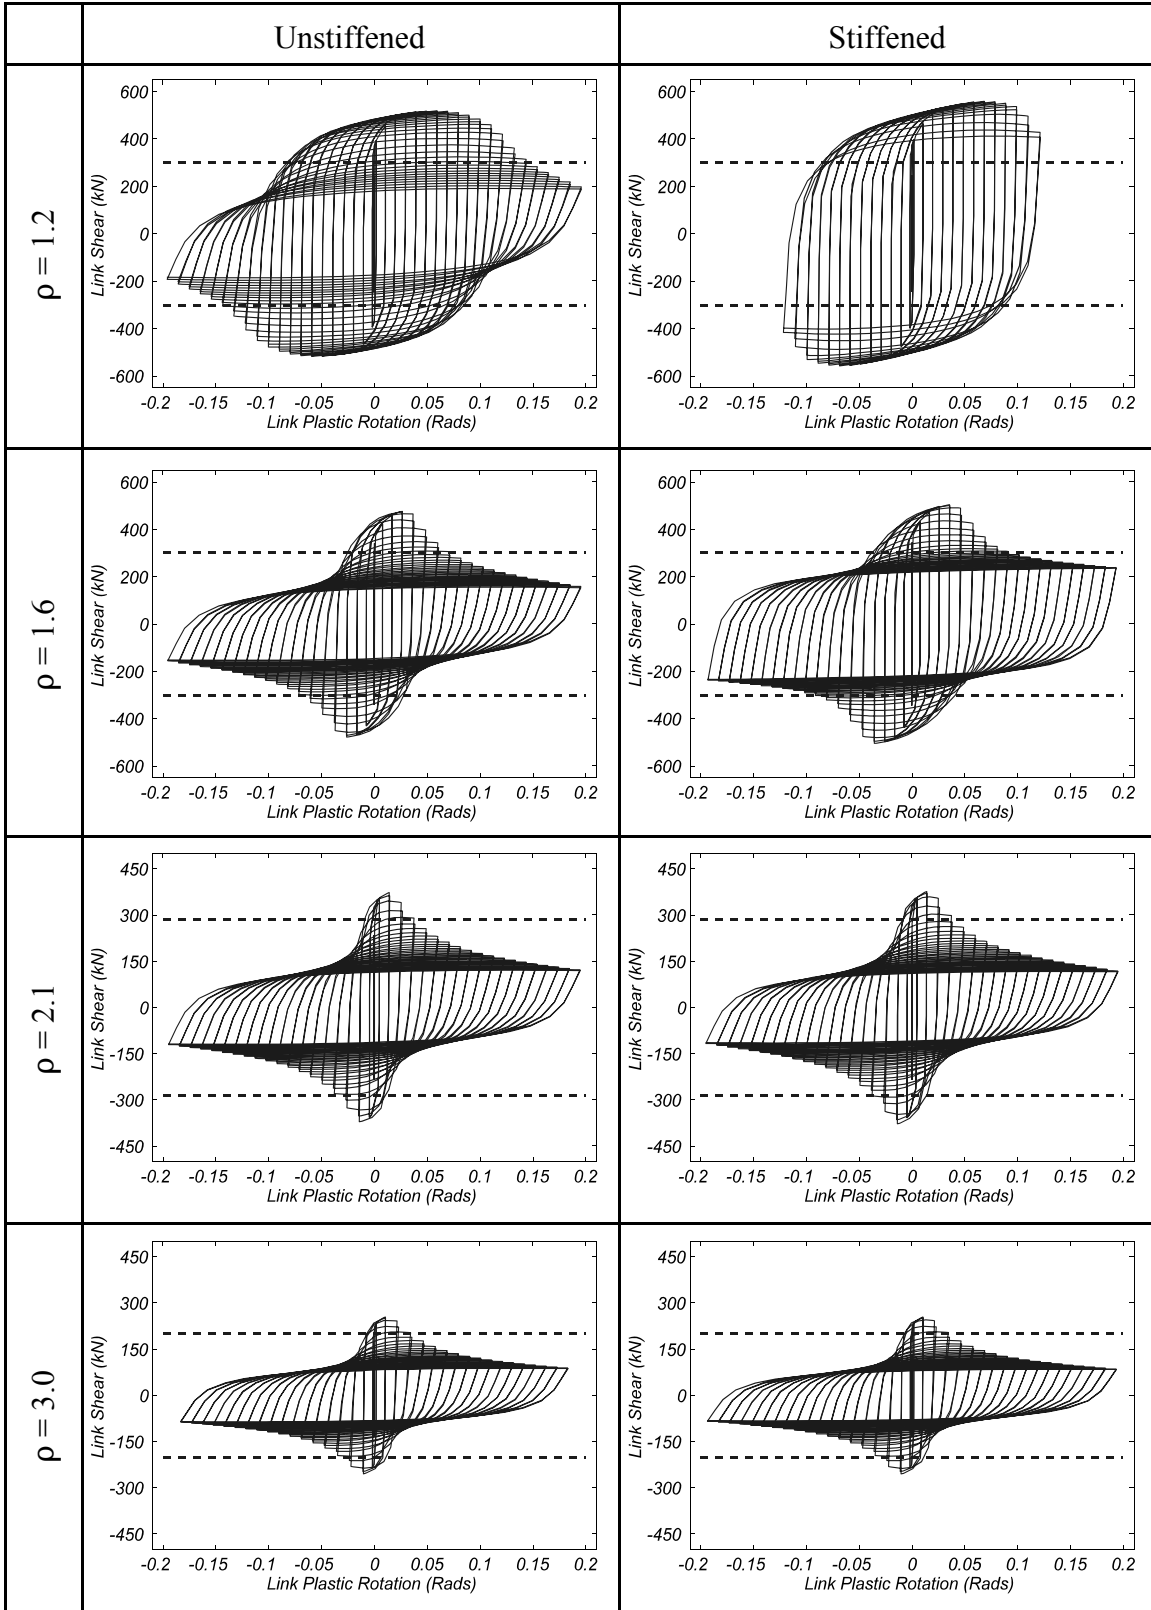 Unstiffened
Stiffened
ρ = 1.2
Link Shear (kN)
600
400
200
0
-200
-400
-600
-0.2 -0.15 -0.1 -0.05 0 0.05 0.1 0.15 0.2
Link Plastic Rotation (Rads)
Link Shear (kN)
600
400
200
0
-200
-400
-600
-0.2 -0.15 -0.1 -0.05 0 0.05 0.1 0.15 0.2
Link Plastic Rotation (Rads)
ρ = 1.6
Link Shear (kN)
600
400
200
0
-200
-400
-600
-0.2 -0.15 -0.1 -0.05 0 0.05 0.1 0.15 0.2
Link Plastic Rotation (Rads)
Link Shear (kN)
600
400
200
0
-200
-400
-600
-0.2 -0.15 -0.1 -0.05 0 0.05 0.1 0.15 0.2
Link Plastic Rotation (Rads)
ρ = 2.1
Link Shear (kN)
450
300
150
0
-150
-300
-450
-0.2 -0.15 -0.1 -0.05 0 0.05 0.1 0.15 0.2
Link Plastic Rotation (Rads)
Link Shear (kN)
450
300
150
0
-150
-300
-450
-0.2 -0.15 -0.1 -0.05 0 0.05 0.1 0.15 0.2
Link Plastic Rotation (Rads)
ρ = 3.0
Link Shear (kN)
450
300
150
0
-150
-300
-450
-0.2 -0.15 -0.1 -0.05 0 0.05 0.1 0.15 0.2
Link Plastic Rotation (Rads)
Link Shear (kN)
450
300
150
0
-150
-300
-450
-0.2 -0.15 -0.1 -0.05 0 0.05 0.1 0.15 0.2
Link Plastic Rotation (Rads)